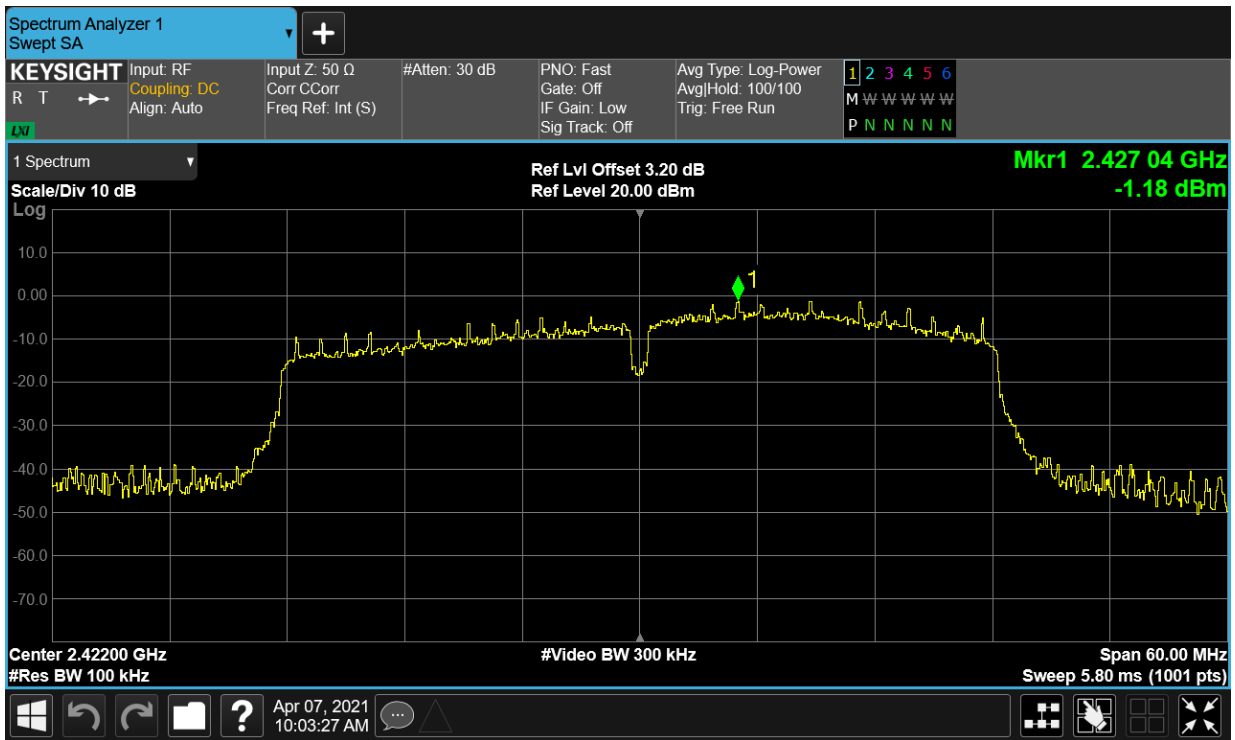 Spectrum Analyzer 1
Swept SA
KEYSIGHT
R T
LXI
Input: RF
Coupling: DC
Align: Auto
Input Z: 50 Ω
Corr CCorr
Freq Ref: Int (S)
#Atten: 30 dB
PNO: Fast
Gate: Off
IF Gain: Low
Sig Track: Off
Avg Type: Log-Power
Avg|Hold: 100/100
Trig: Free Run
1 2 3 4 5 6
M W W W W W
P N N N N N
1 Spectrum
Scale/Div 10 dB
Log
Ref Lvl Offset 3.20 dB
Ref Level 20.00 dBm
Mkr1 2.427 04 GHz
-1.18 dBm
10.0
0.00
-10.0
-20.0
-30.0
-40.0
-50.0
-60.0
-70.0
1
Center 2.42200 GHz
#Res BW 100 kHz
#Video BW 300 kHz
Span 60.00 MHz
Sweep 5.80 ms (1001 pts)
?
Apr 07, 2021
10:03:27 AM